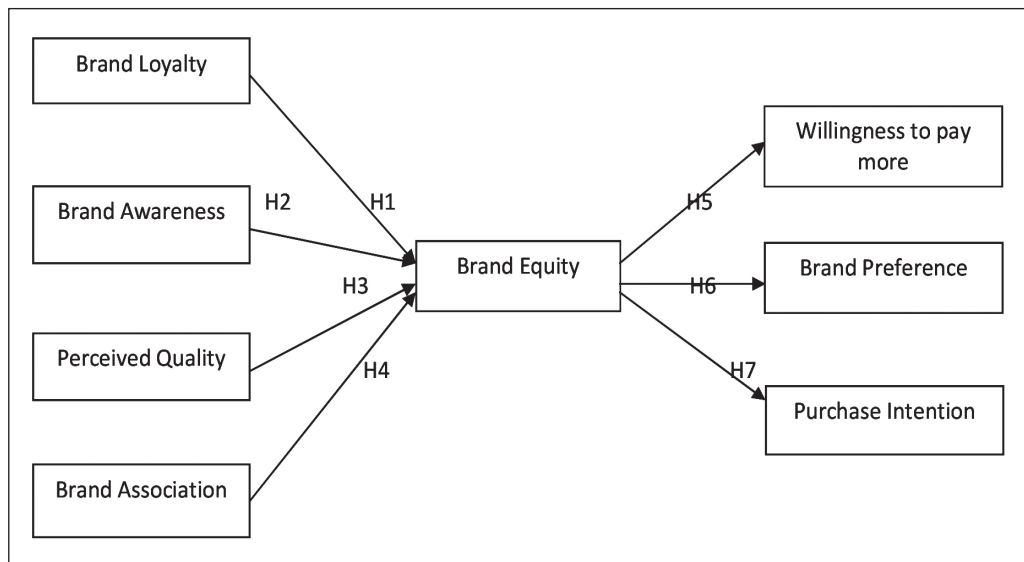 Brand Loyalty
Brand Awareness
Perceived Quality
Brand Association
H1
H2
H3
H4
Brand Equity
H5
H6
H7
Willingness to pay
more
Brand Preference
Purchase Intention